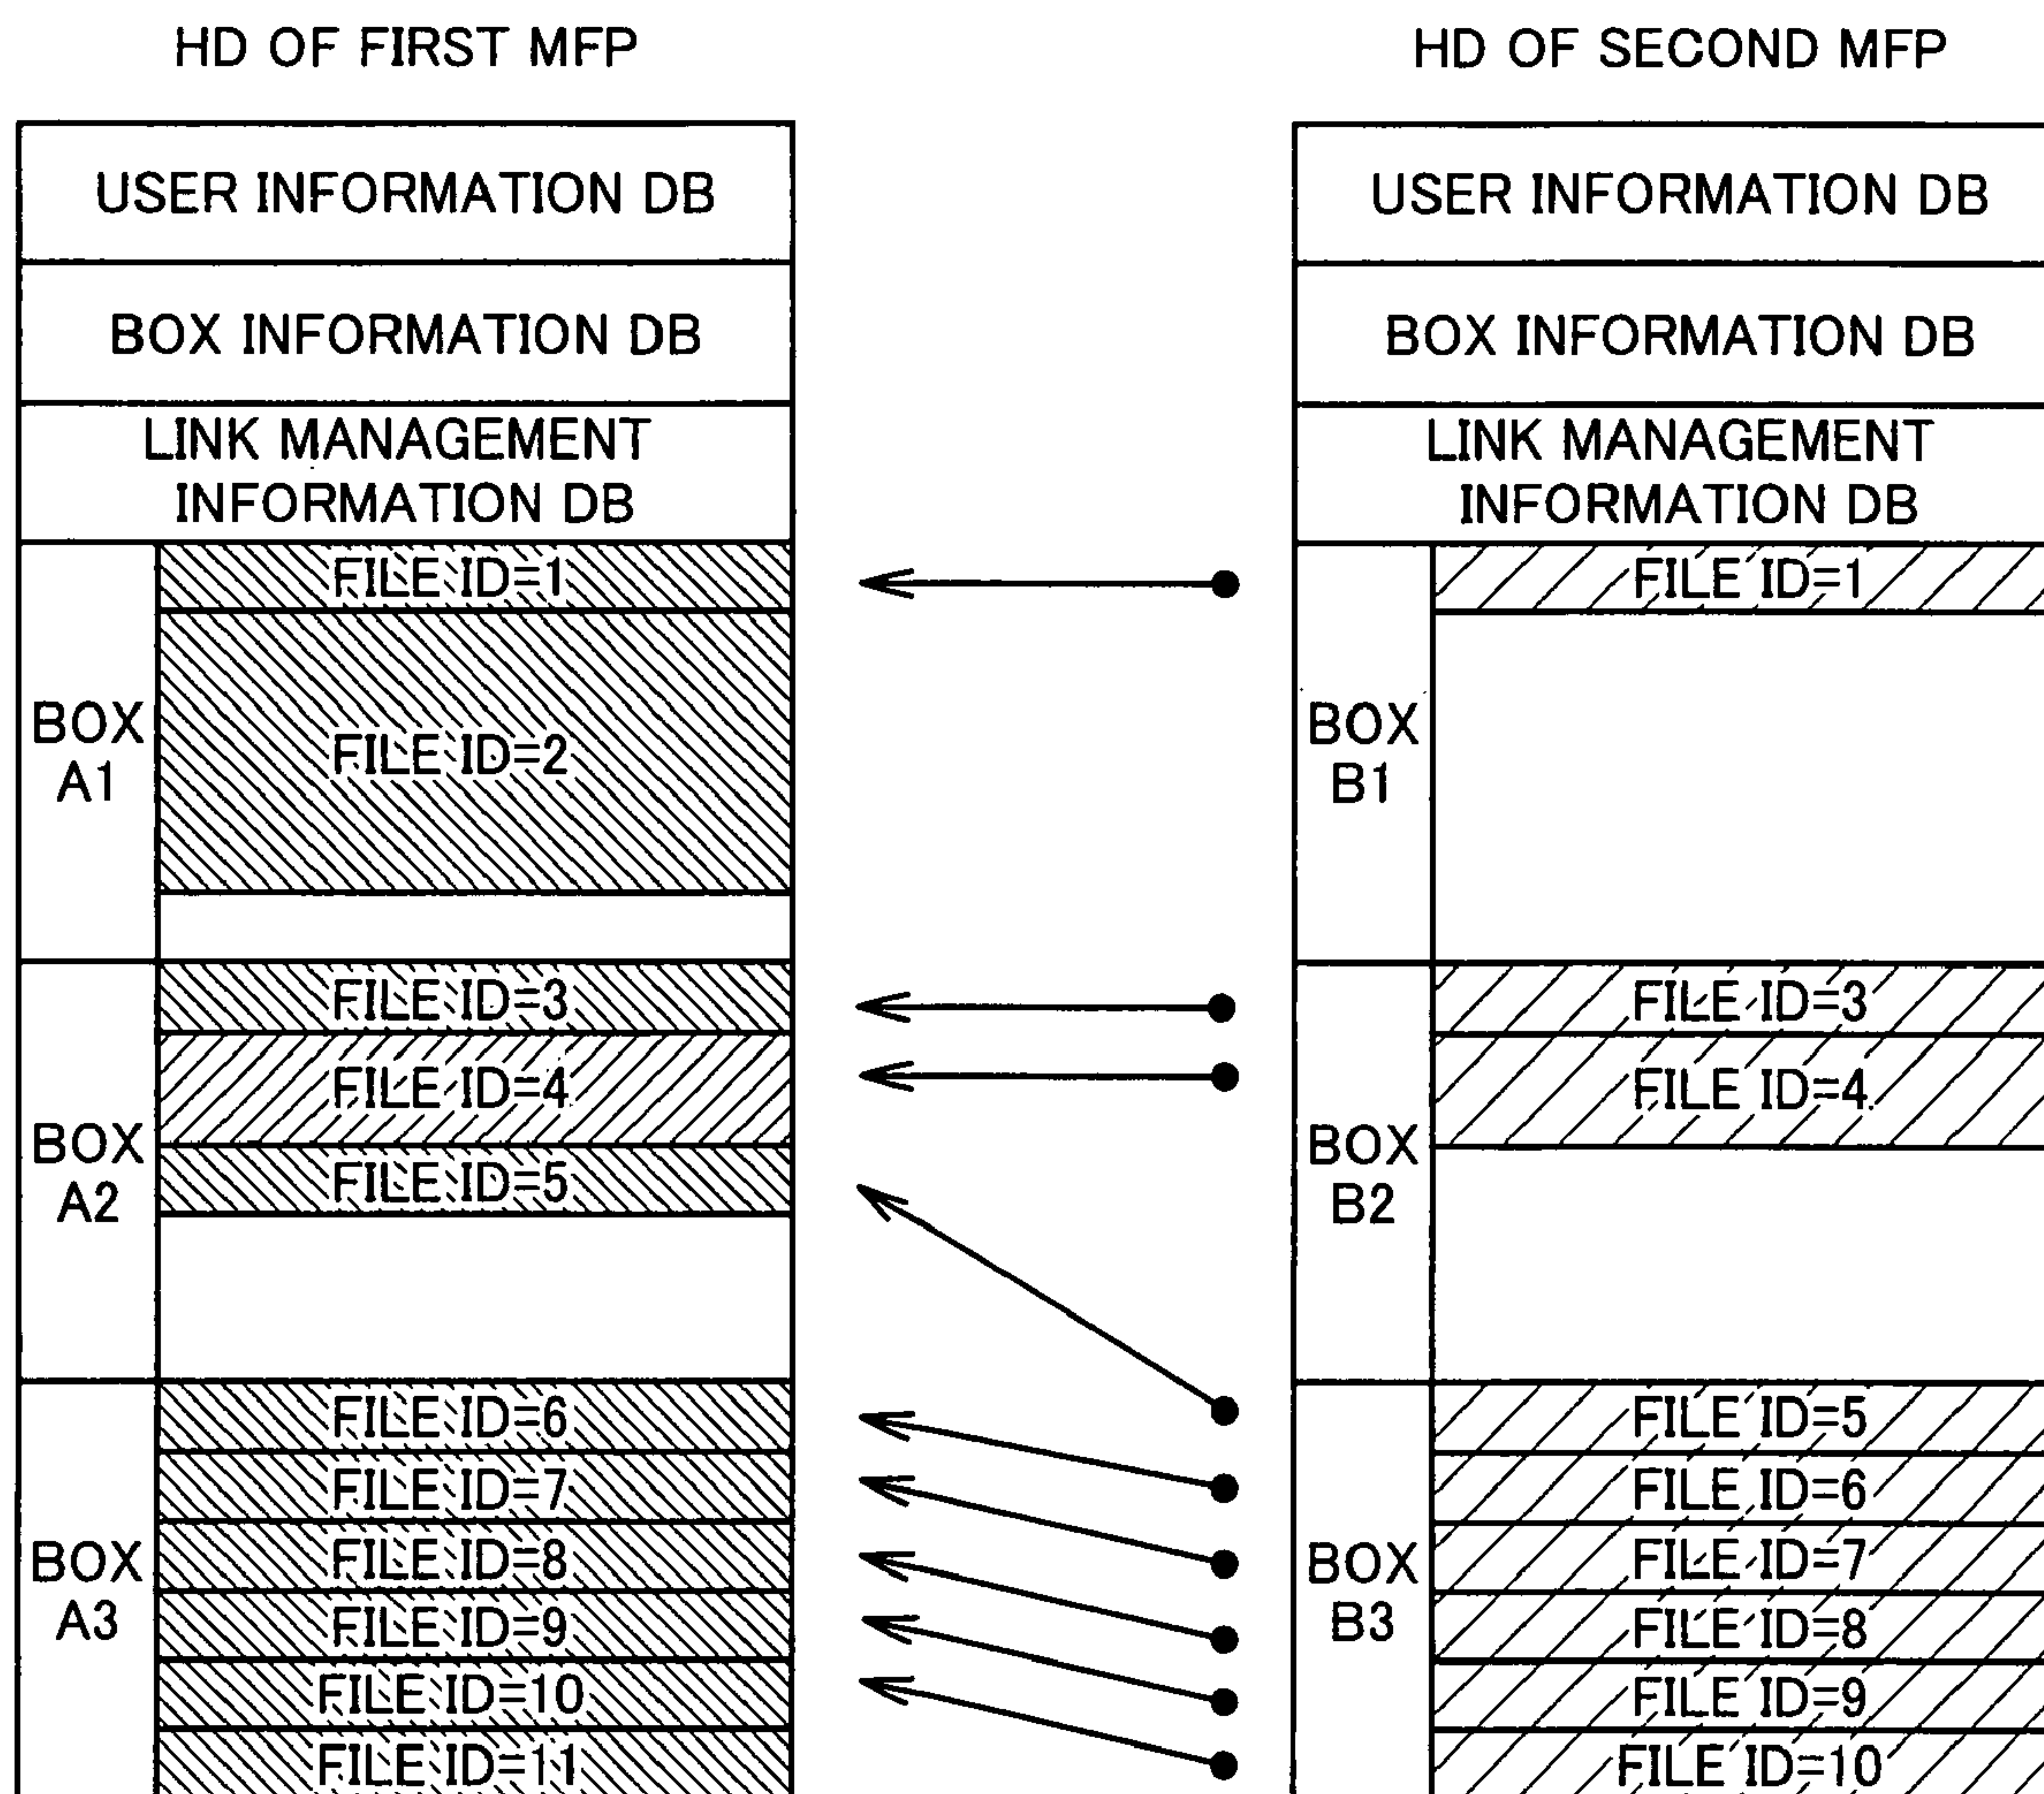 HD OF FIRST MFP
USER INFORMATION DB
BOX INFORMATION DB
LINK MANAGEMENT
INFORMATION DB
BOX
A1
FILE ID=1
FILE ID=2
BOX
A2
FILE ID=3
FILE ID=4
FILE ID=5
BOX
A3
FILE ID=6
FILE ID=7
FILE ID=8
FILE ID=9
FILE ID=10
FILE ID=11
HD OF SECOND MFP
USER INFORMATION DB
BOX INFORMATION DB
LINK MANAGEMENT
INFORMATION DB
BOX
B1
FILE ID=1
BOX
B2
FILE ID=3
FILE ID=4
BOX
B3
FILE ID=5
FILE ID=6
FILE ID=7
FILE ID=8
FILE ID=9
FILE ID=10